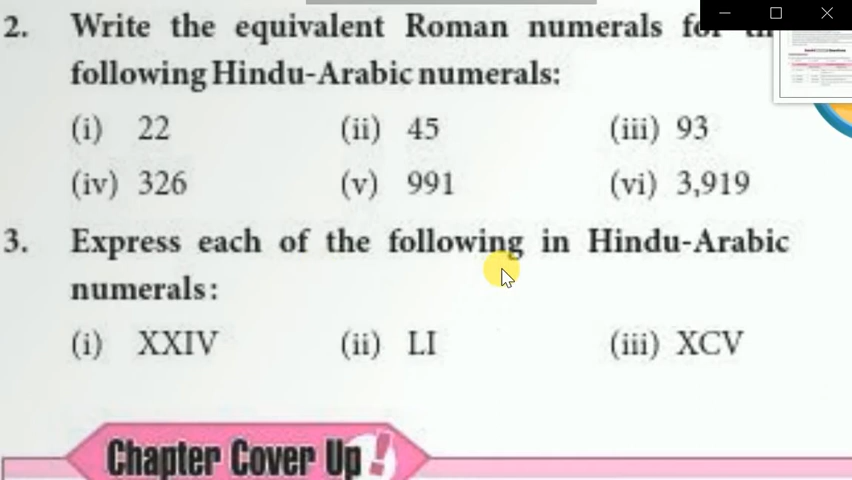 2. Write the equivalent Roman numerals for
following Hindu-Arabic numerals:
(i) 22 (ii) 45 (iii) 93
(iv) 326 (v) 991 (vi) 3,919
3. Express each of the following in Hindu-Arabic
numerals:
(i) XXIV (ii) LI (iii) XCV
Chapter Cover Up!